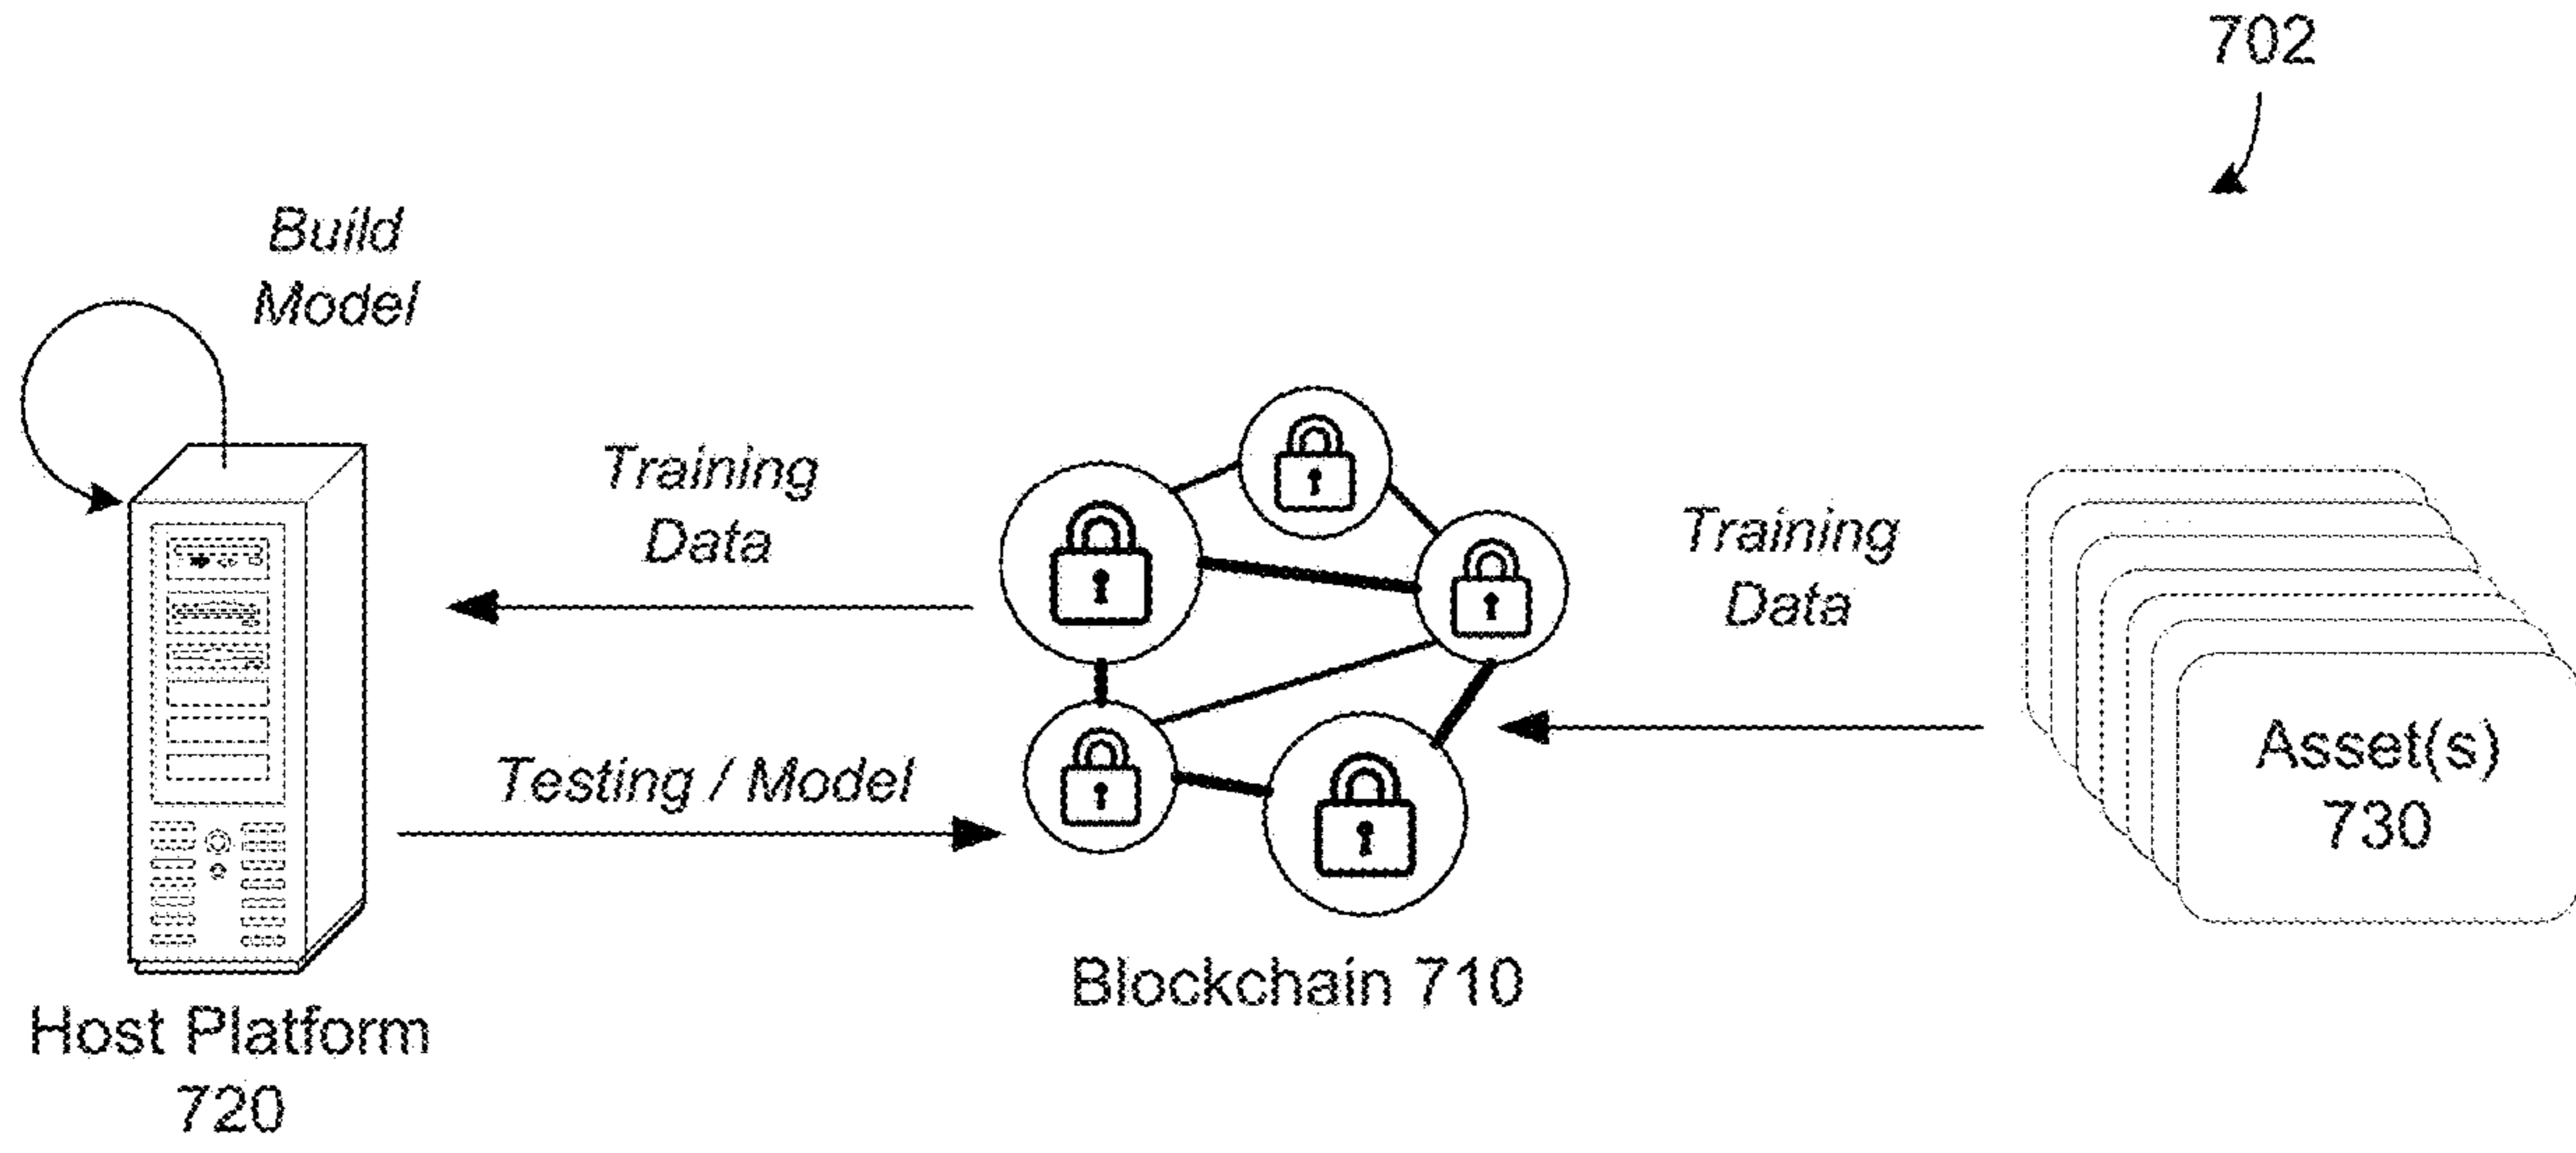 702
Build
Model
Training
Data
Training
Data
Testing / Model
Asset(s)
730
Blockchain 710
Host Platform
720